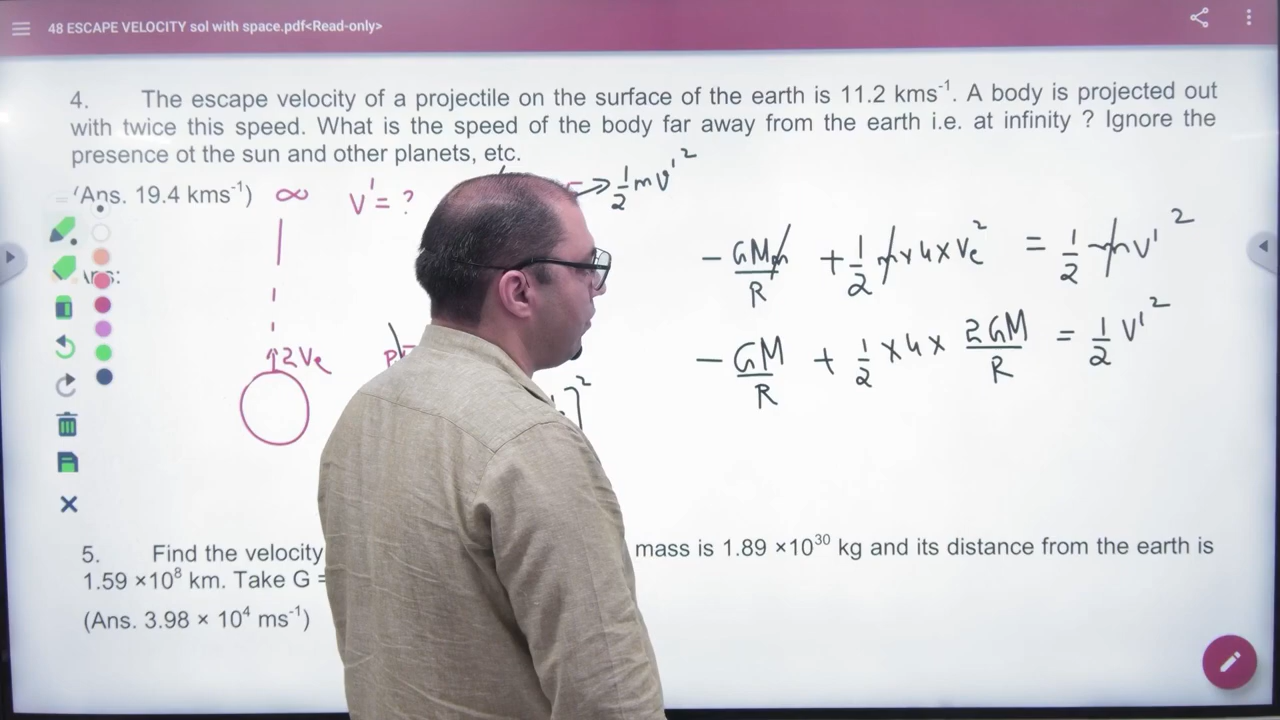 48 ESCAPE VELOCITY sol with space.pdf<Read-only>
4. The escape velocity of a projectile on the surface of the earth is 11.2 kms⁻¹. A body is projected out
with twice this speed. What is the speed of the body far away from the earth i.e. at infinity ? Ignore the
presence ot the sun and other planets, etc.
(Ans. 19.4 kms⁻¹)
∞ V' = ?
→ 1/2 mv'²
- GMm/R + 1/2 m x 4 x Ve² = 1/2 m v'²
- GM/R + 1/2 x 4 x 2GM/R = 1/2 v'²
↑2Ve
5. Find the velocity
mass is 1.89 ×10³⁰ kg and its distance from the earth is
1.59 ×10⁸ km. Take G =
(Ans. 3.98 × 10⁴ ms⁻¹)